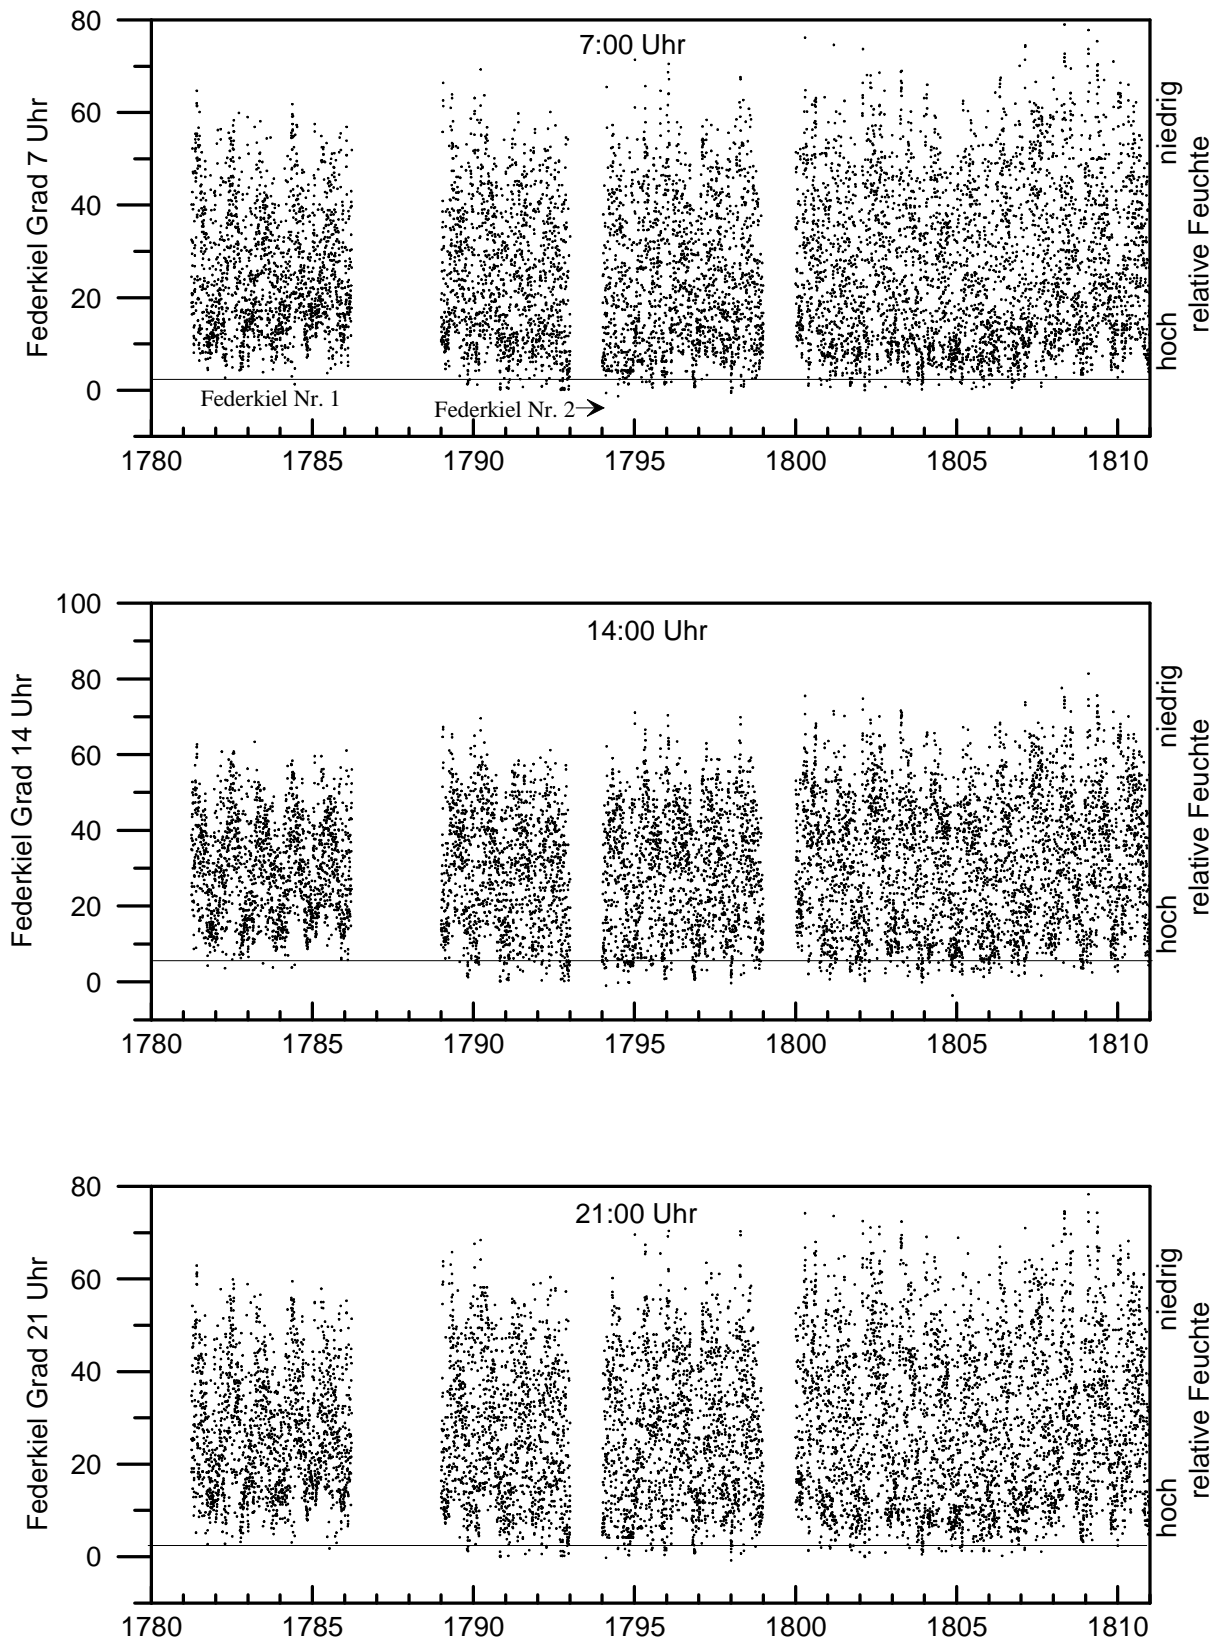 7:00 Uhr
Federkiel Grad 7 Uhr
80
60
40
20
0
niedrig
hoch
relative Feuchte
Federkiel Nr. 1
Federkiel Nr. 2
1780 1785 1790 1795 1800 1805 1810
14:00 Uhr
Federkiel Grad 14 Uhr
100
80
60
40
20
0
niedrig
hoch
relative Feuchte
1780 1785 1790 1795 1800 1805 1810
21:00 Uhr
Federkiel Grad 21 Uhr
80
60
40
20
0
niedrig
hoch
relative Feuchte
1780 1785 1790 1795 1800 1805 1810